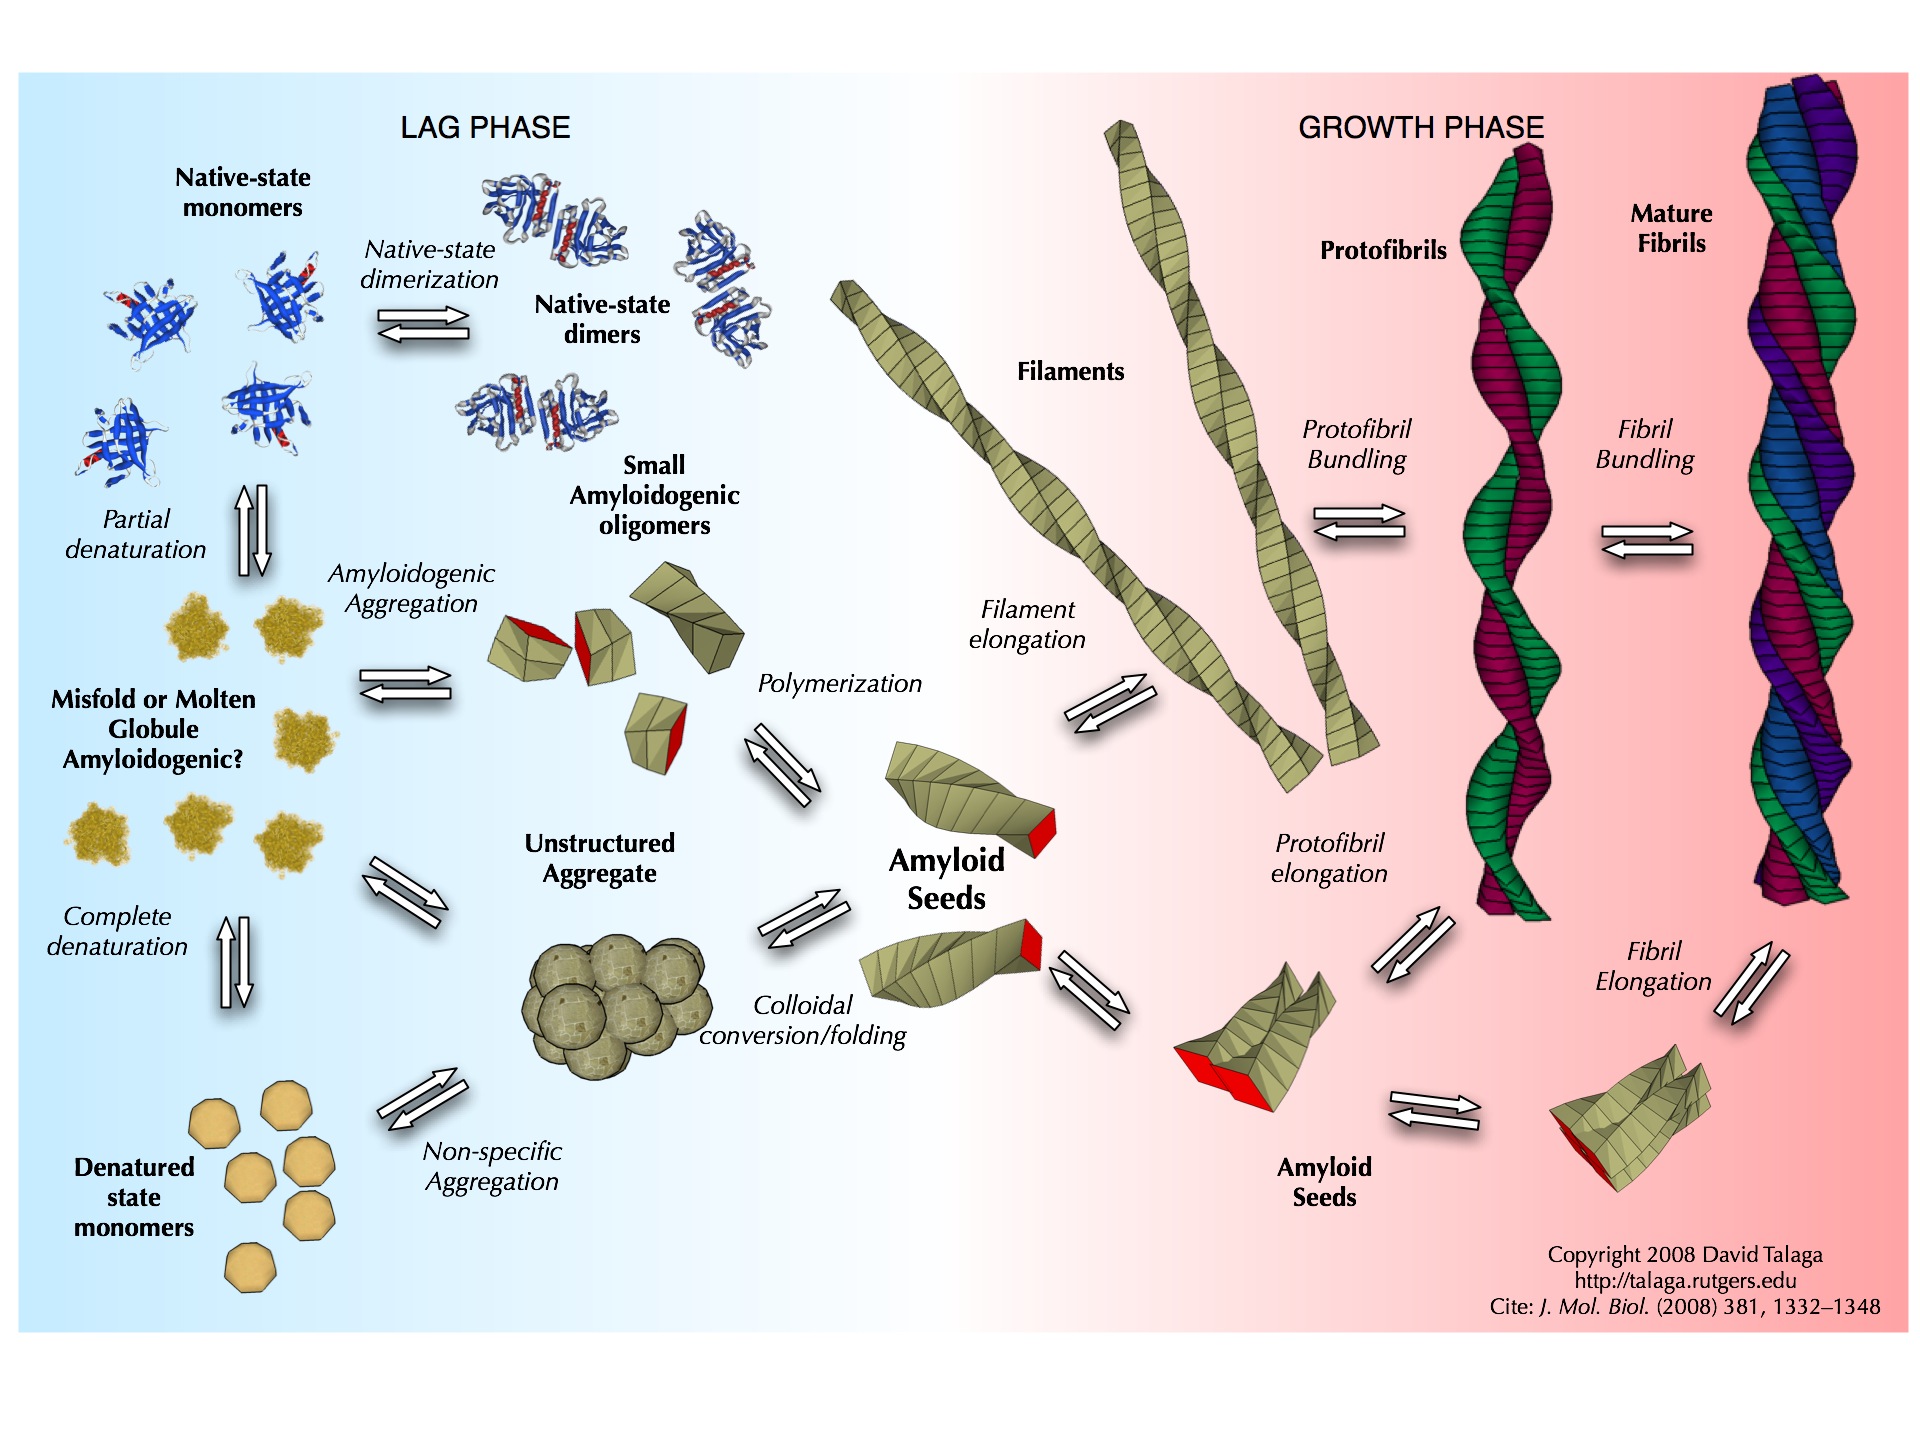 LAG PHASE
GROWTH PHASE
Native-state
monomers
Native-state
dimerization
Native-state
dimers
Partial
denaturation
Small
Amyloidogenic
oligomers
Amyloidogenic
Aggregation
Misfold or Molten
Globule
Amyloidogenic?
Polymerization
Complete
denaturation
Unstructured
Aggregate
Amyloid
Seeds
Colloidal
conversion/folding
Denatured
state
monomers
Non-specific
Aggregation
Filaments
Filament
elongation
Protofibrils
Protofibril
Bundling
Mature
Fibrils
Fibril
Bundling
Protofibril
elongation
Fibril
Elongation
Amyloid
Seeds
Copyright 2008 David Talaga
http://talaga.rutgers.edu
Cite: J. Mol. Biol. (2008) 381, 1332–1348